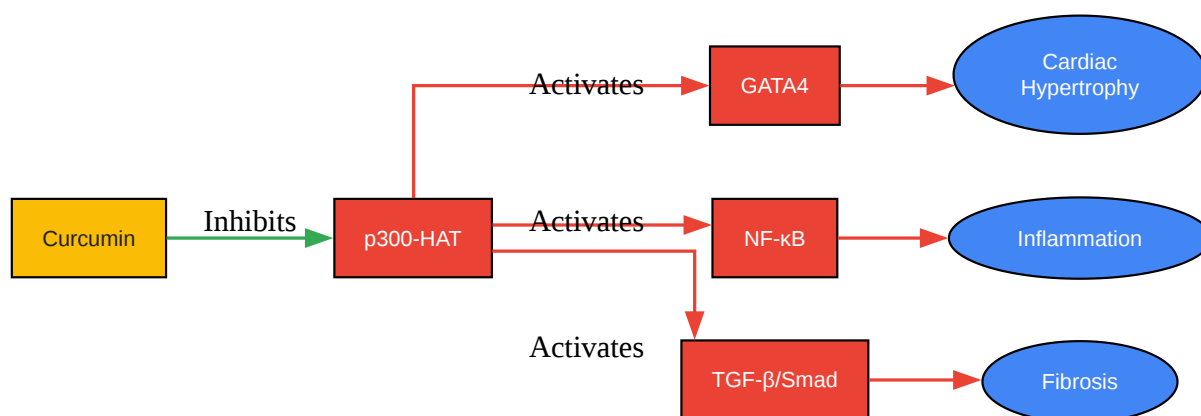 Cardiac
Hypertrophy
Activates
GATA4
Curcumin
Inhibits
p300-HAT
Activates
NF-κB
Inflammation
Activates
TGF-β/Smad
Fibrosis